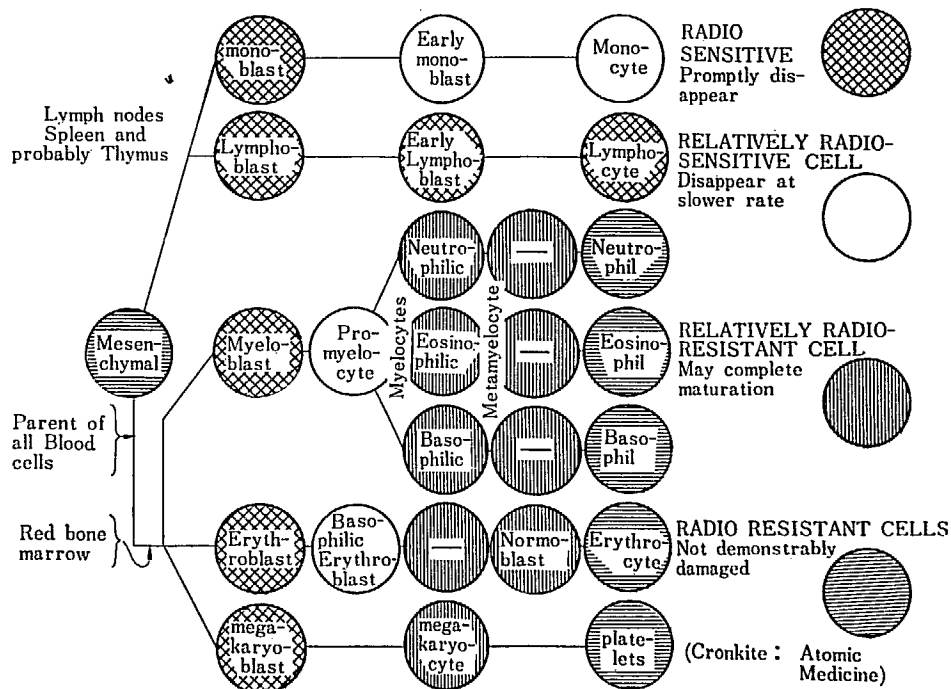 mono-
blast
Early
mono-
blast
Mono-
cyte
RADIO
SENSITIVE
Promptly dis-
appear
Lymph nodes
Spleen and
probably Thymus
Lympho-
blast
Early
Lympho-
blast
Lympho-
cyte
RELATIVELY RADIO-
SENSITIVE CELL
Disappear at
slower rate
Neutro-
philic
Neutro-
phil
Mesen-
chymal
Myelo-
blast
Pro-
myelo-
cyte
Myelocytes
Eosino-
philic
Metamyelocyte
Eosino-
phil
RELATIVELY RADIO-
RESISTANT CELL
May complete
maturation
Parent of
all Blood
cells
Baso-
philic
Baso-
phil
Red bone
marrow
Eryth-
roblast
Baso-
philic
Erythro-
blast
Normo-
blast
Erythro-
cyte
RADIO RESISTANT CELLS
Not demonstrably
damaged
mega-
karyo-
blast
mega-
karyo-
cyte
plate-
lets
(Cronkite: Atomic
Medicine)